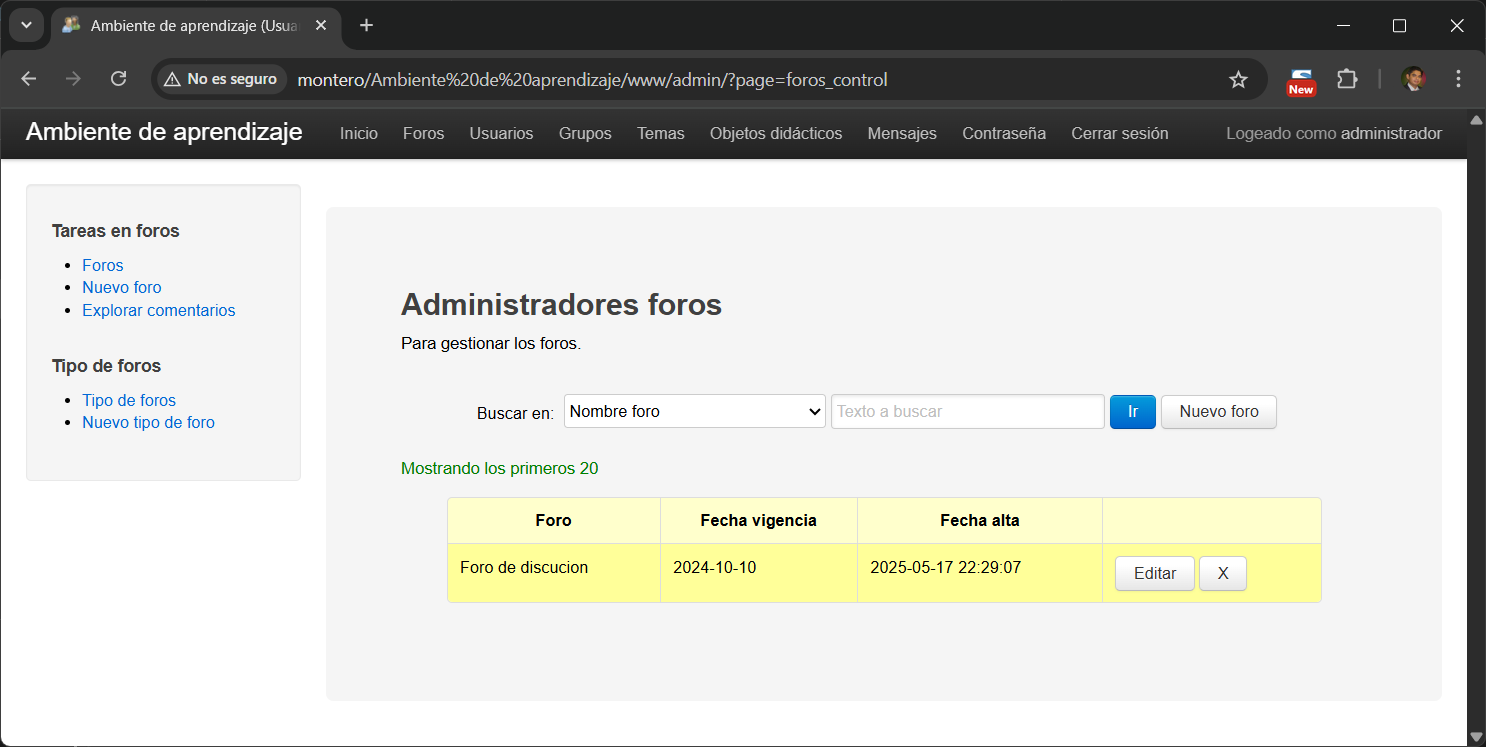 Ambiente de aprendizaje (Usua
No es seguro
montero/Ambiente%20de%20aprendizaje/www/admin/?page=foros_control
New
Ambiente de aprendizaje Inicio Foros Usuarios Grupos Temas Objetos didácticos Mensajes Contraseña Cerrar sesión Logeado como administrador
Tareas en foros
Foros
Nuevo foro
Explorar comentarios
Tipo de foros
Tipo de foros
Nuevo tipo de foro
Administradores foros
Para gestionar los foros.
Buscar en: Nombre foro Texto a buscar Ir Nuevo foro
Mostrando los primeros 20
Foro Fecha vigencia Fecha alta
Foro de discucion 2024-10-10 2025-05-17 22:29:07 Editar X